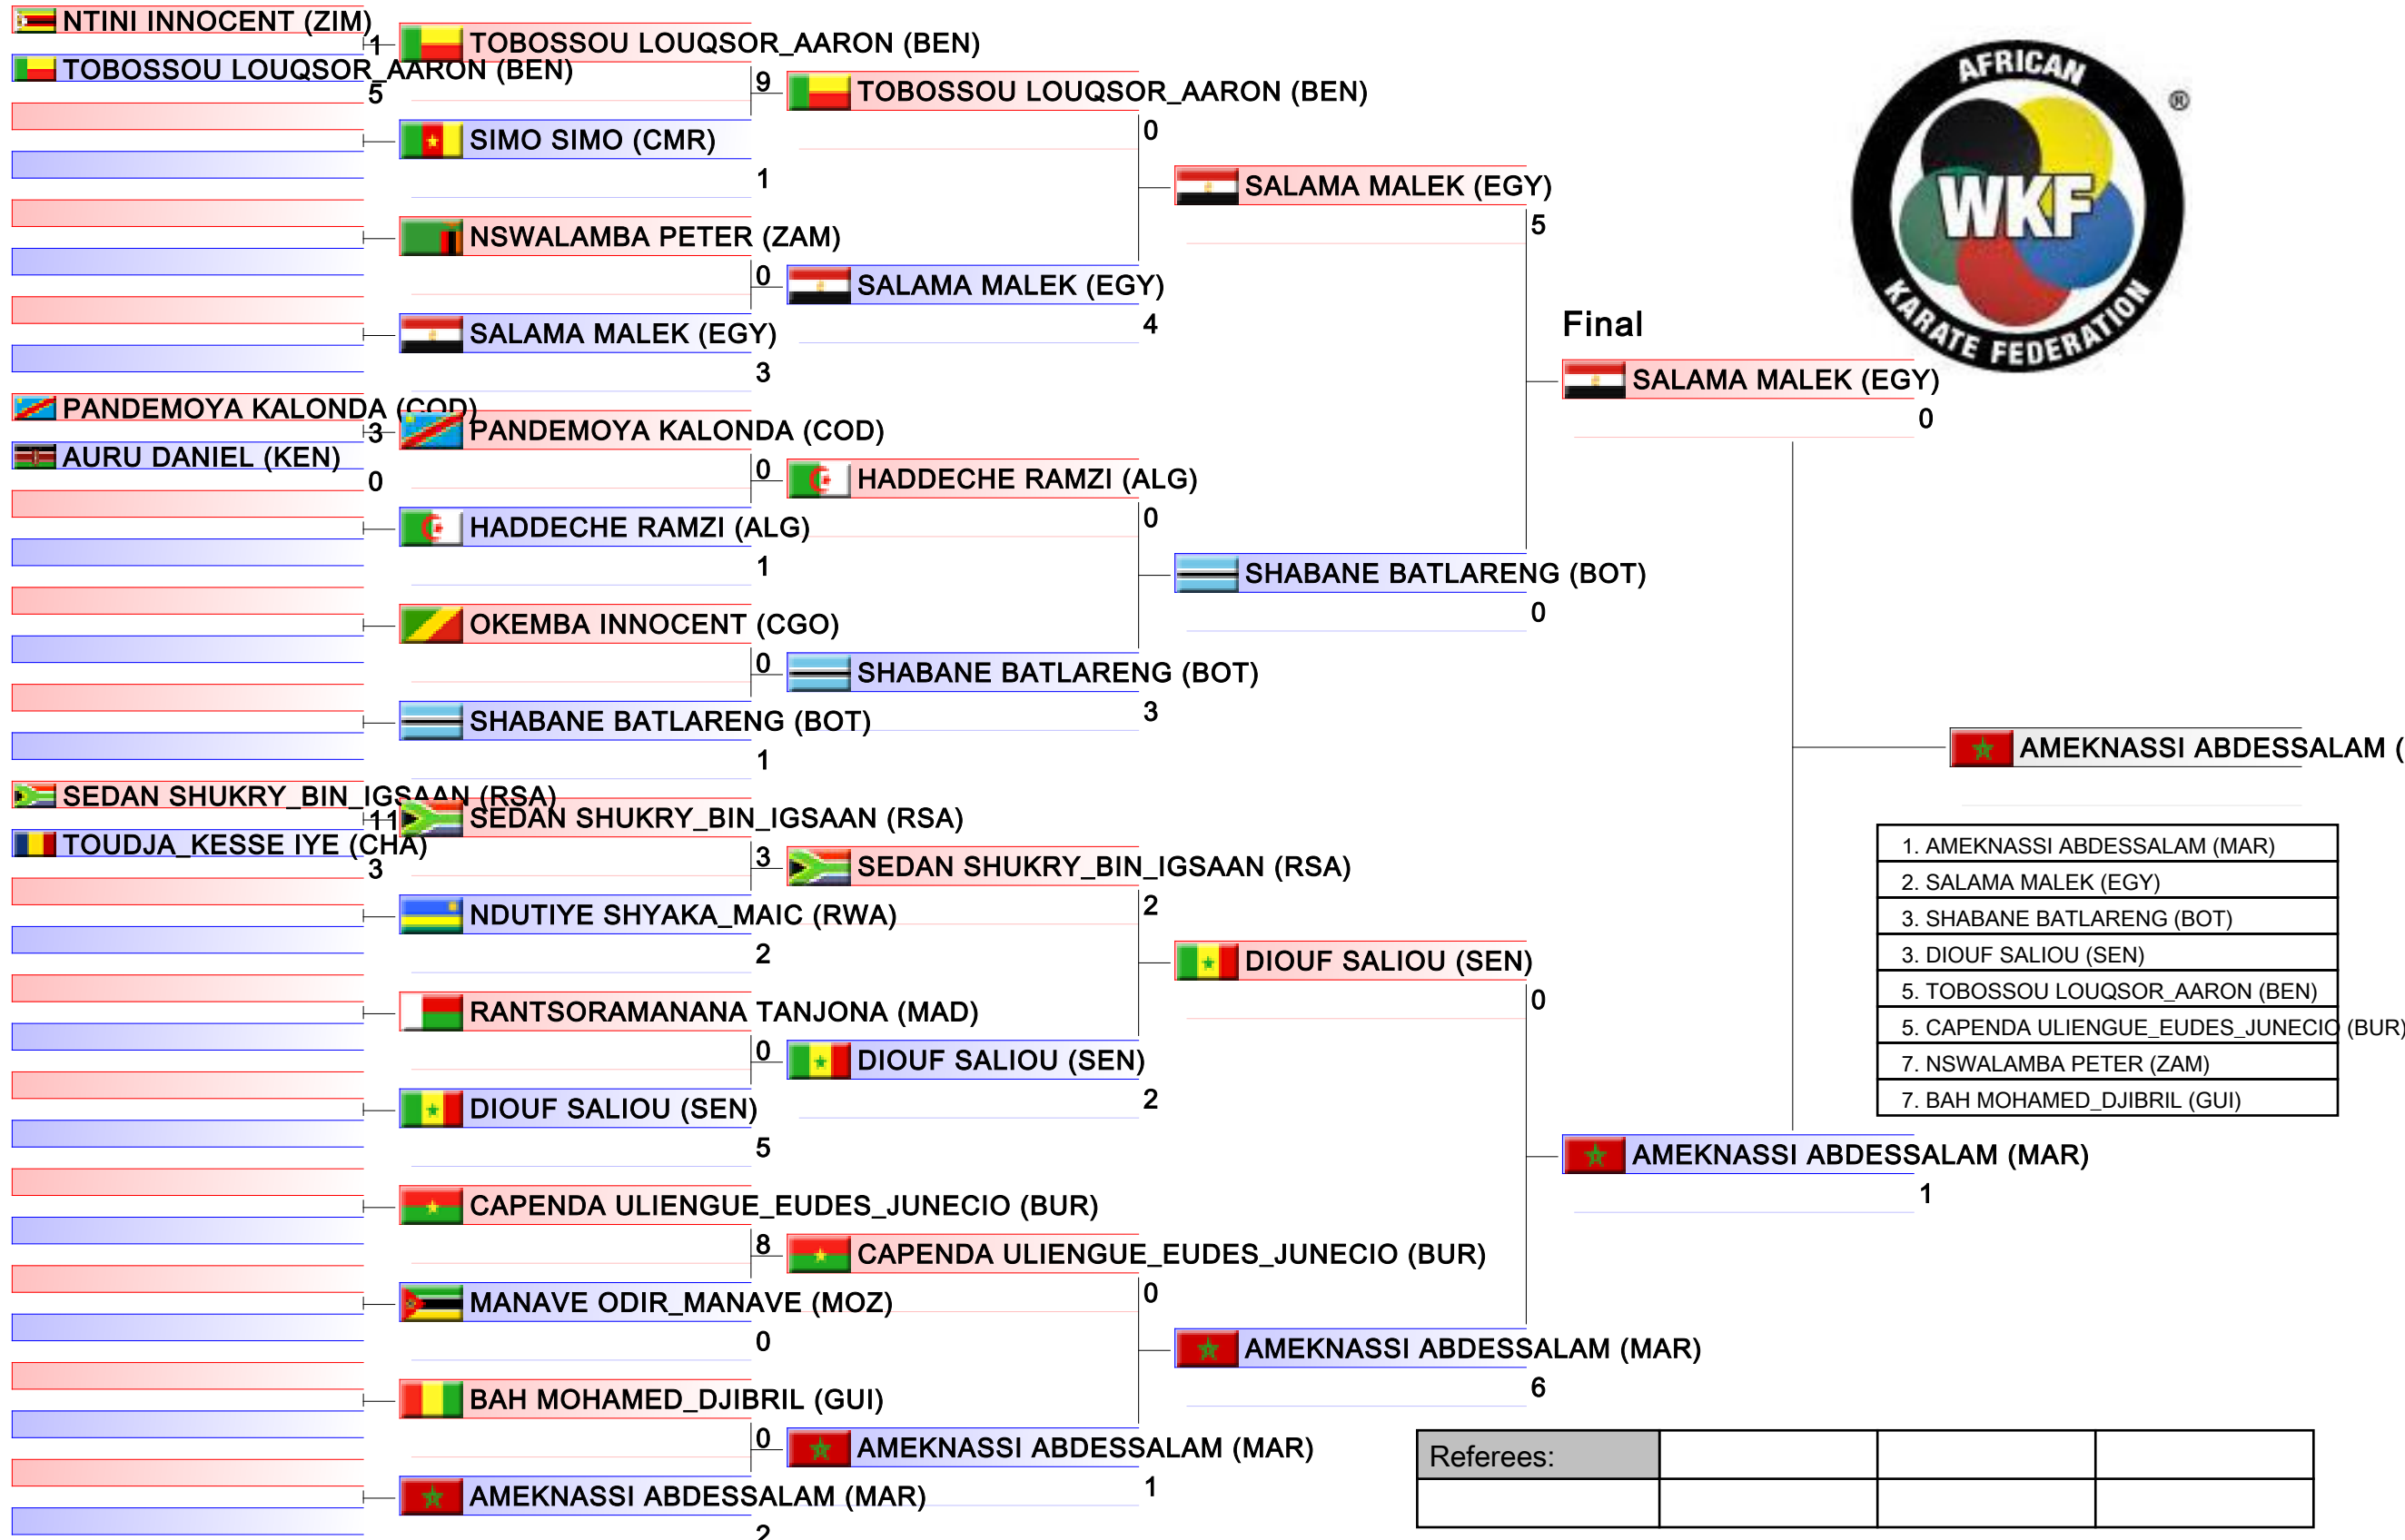 NTINI INNOCENT (ZIM)
1
TOBOSSOU LOUQSOR_AARON (BEN)
5
PANDEMOYA KALONDA (COD)
3
AURU DANIEL (KEN)
0
SEDAN SHUKRY_BIN_IGSAAN (RSA)
11
TOUDJA_KESSE IYE (CHA)
3
TOBOSSOU LOUQSOR_AARON (BEN)
9
SIMO SIMO (CMR)
1
NSWALAMBA PETER (ZAM)
0
SALAMA MALEK (EGY)
3
PANDEMOYA KALONDA (COD)
0
HADDECHE RAMZI (ALG)
1
OKEMBA INNOCENT (CGO)
0
SHABANE BATLARENG (BOT)
1
SEDAN SHUKRY_BIN_IGSAAN (RSA)
3
NDUTIYE SHYAKA_MAIC (RWA)
2
RANTSORAMANANA TANJONA (MAD)
0
DIOUF SALIOU (SEN)
5
CAPENDA ULIENGUE_EUDES_JUNECIO (BUR)
8
MANAVE ODIR_MANAVE (MOZ)
0
BAH MOHAMED_DJIBRIL (GUI)
0
AMEKNASSI ABDESSALAM (MAR)
2
TOBOSSOU LOUQSOR_AARON (BEN)
0
SALAMA MALEK (EGY)
4
HADDECHE RAMZI (ALG)
0
SHABANE BATLARENG (BOT)
3
SEDAN SHUKRY_BIN_IGSAAN (RSA)
2
DIOUF SALIOU (SEN)
2
CAPENDA ULIENGUE_EUDES_JUNECIO (BUR)
0
AMEKNASSI ABDESSALAM (MAR)
1
SALAMA MALEK (EGY)
5
SHABANE BATLARENG (BOT)
0
DIOUF SALIOU (SEN)
0
AMEKNASSI ABDESSALAM (MAR)
6
Final
SALAMA MALEK (EGY)
0
AMEKNASSI ABDESSALAM (MAR)
1
AFRICAN
®
WKF
KARATE FEDERATION
AMEKNASSI ABDESSALAM (
1. AMEKNASSI ABDESSALAM (MAR)
2. SALAMA MALEK (EGY)
3. SHABANE BATLARENG (BOT)
3. DIOUF SALIOU (SEN)
5. TOBOSSOU LOUQSOR_AARON (BEN)
5. CAPENDA ULIENGUE_EUDES_JUNECIO (BUR)
7. NSWALAMBA PETER (ZAM)
7. BAH MOHAMED_DJIBRIL (GUI)
Referees: